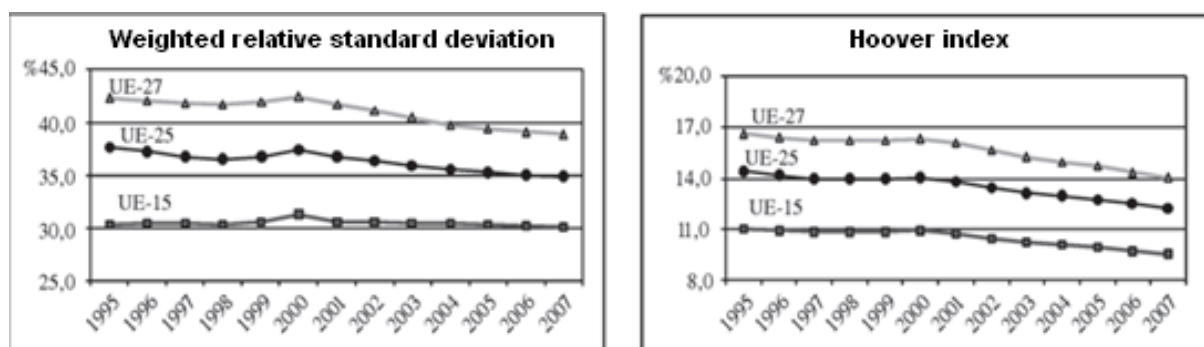 Weighted relative standard deviation
%45,0
UE-27
40,0
UE-25
35,0
UE-15
30,0
25,0
1995 1996 1997 1998 1999 2000 2001 2002 2003 2004 2005 2006 2007
Hoover index
%20,0
UE-27
17,0
UE-25
14,0
UE-15
11,0
8,0
1995 1996 1997 1998 1999 2000 2001 2002 2003 2004 2005 2006 2007